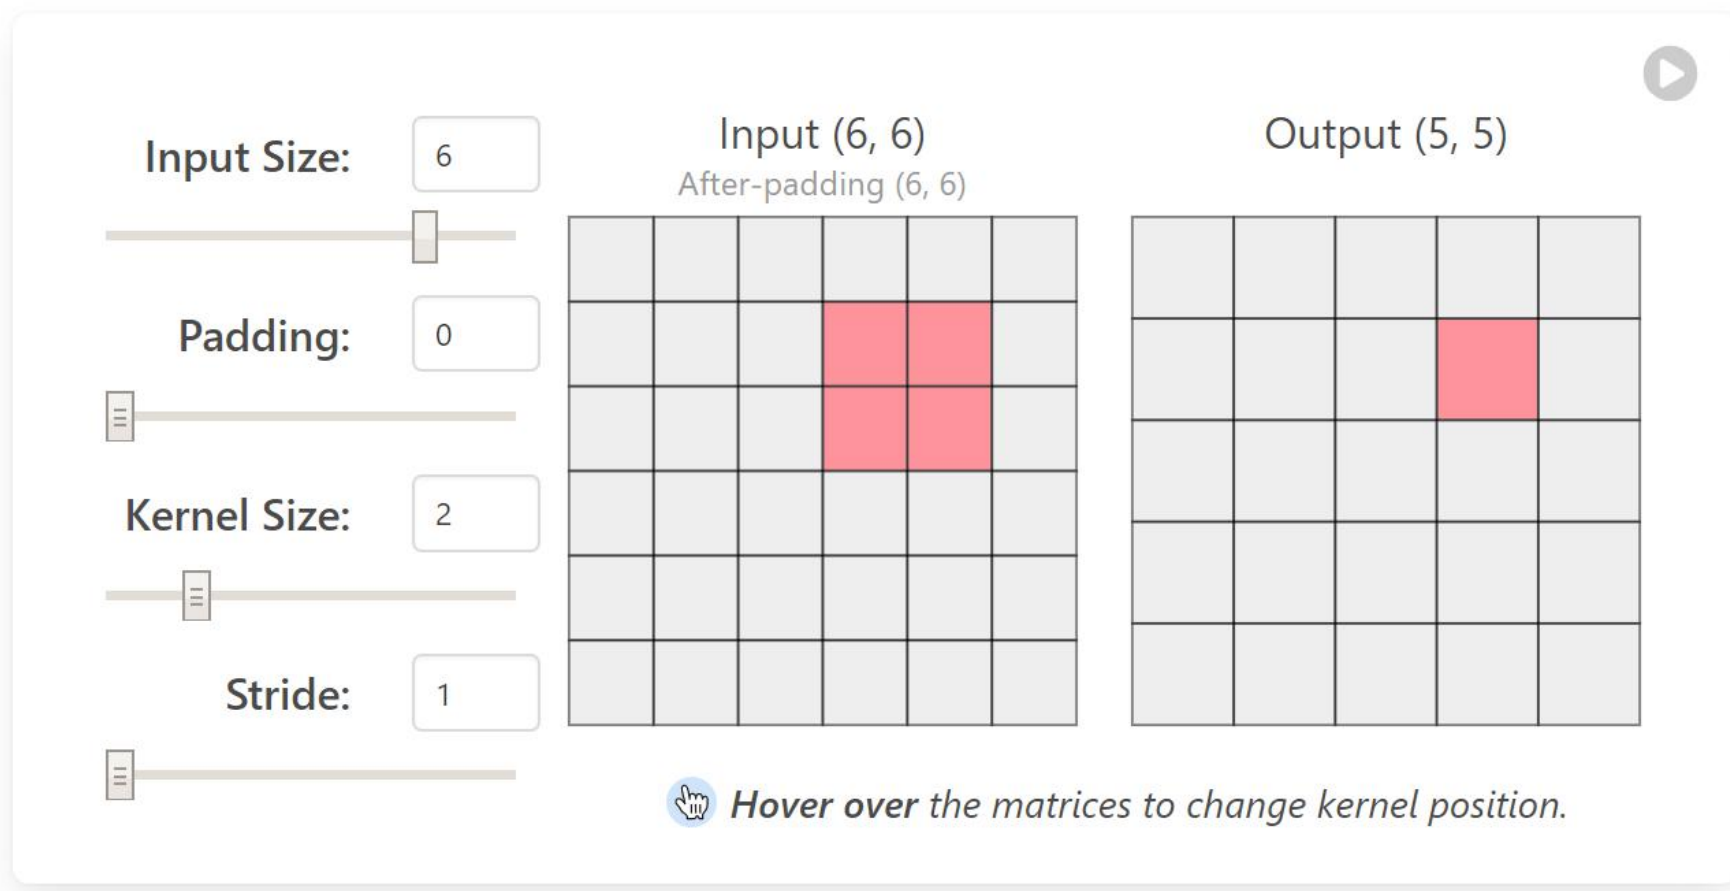 Input Size: 6
Padding: 0
Kernel Size: 2
Stride: 1
Input (6, 6)
After-padding (6, 6)
Output (5, 5)
Hover over the matrices to change kernel position.